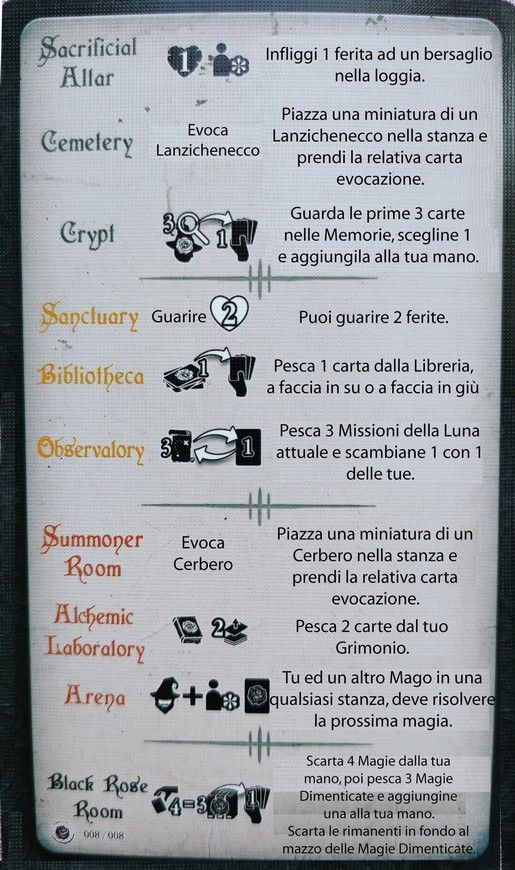 Sacrificial
Altar
1
Infliggi 1 ferita ad un bersaglio
nella loggia.
Cemetery
Evoca
Lanzichenecco
Piazza una miniatura di un
Lanzichenecco nella stanza e
prendi la relativa carta
evocazione.
Crypt
3
1
Guarda le prime 3 carte
nelle Memorie, scegline 1
e aggiungila alla tua mano.
Sanctuary
Guarire 2
Puoi guarire 2 ferite.
Bibliotheca
1
Pesca 1 carta dalla Libreria,
a faccia in su o a faccia in giù
Observatory
3
1
Pesca 3 Missioni della Luna
attuale e scambiane 1 con 1
delle tue.
Summoner
Room
Evoca
Cerbero
Piazza una miniatura di un
Cerbero nella stanza e
prendi la relativa carta
evocazione.
Alchemic
Laboratory
2
Pesca 2 carte dal tuo
Grimonio.
Arena
+
Tu ed un altro Mago in una
qualsiasi stanza, deve risolvere
la prossima magia.
Black Rose
Room
4=3
1
Scarta 4 Magie dalla tua
mano, poi pesca 3 Magie
Dimenticate e aggiungine
una alla tua mano.
Scarta le rimanenti in fondo al
mazzo delle Magie Dimenticate.
008 / 008